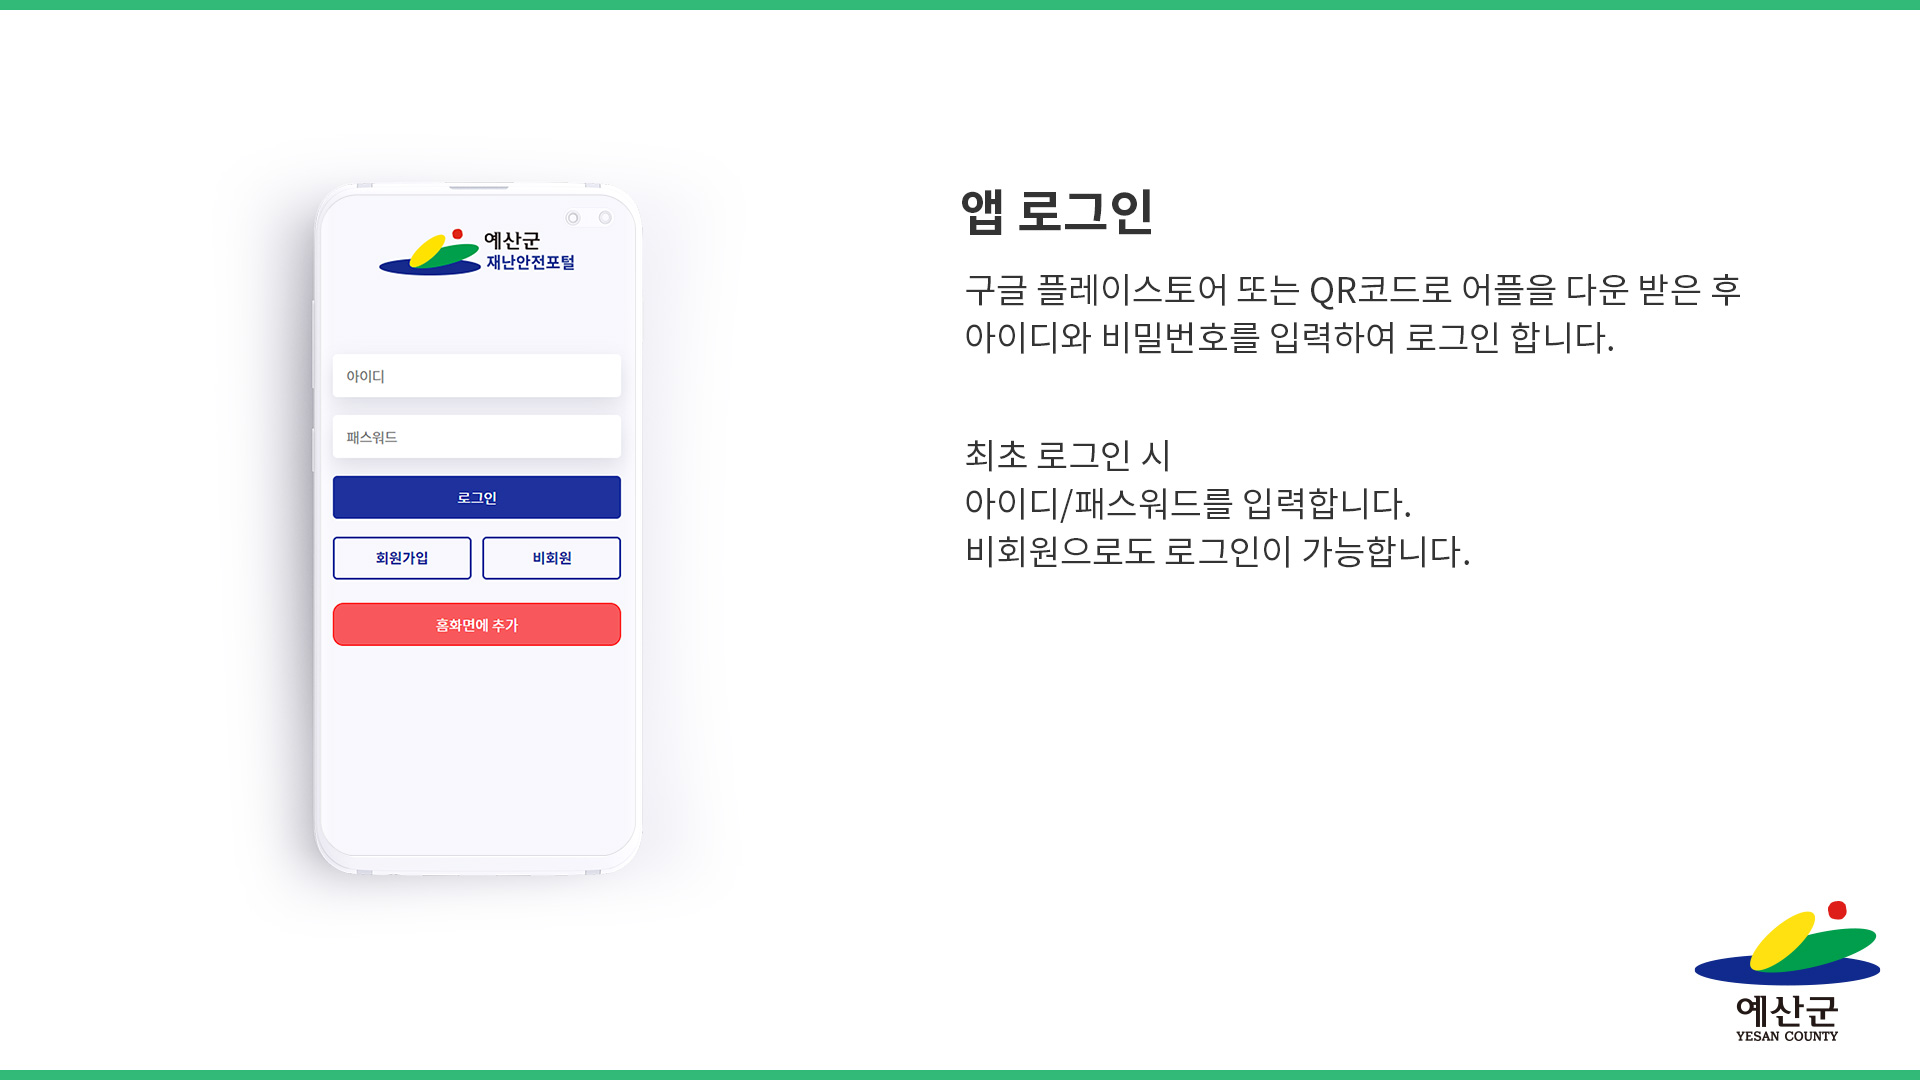 예산군
재난안전포털
아이디
패스워드
로그인
회원가입
비회원
홈화면에 추가
앱 로그인
구글 플레이스토어 또는 QR코드로 어플을 다운 받은 후
아이디와 비밀번호를 입력하여 로그인 합니다.
최초 로그인 시
아이디/패스워드를 입력합니다.
비회원으로도 로그인이 가능합니다.
예산군
YESAN COUNTY